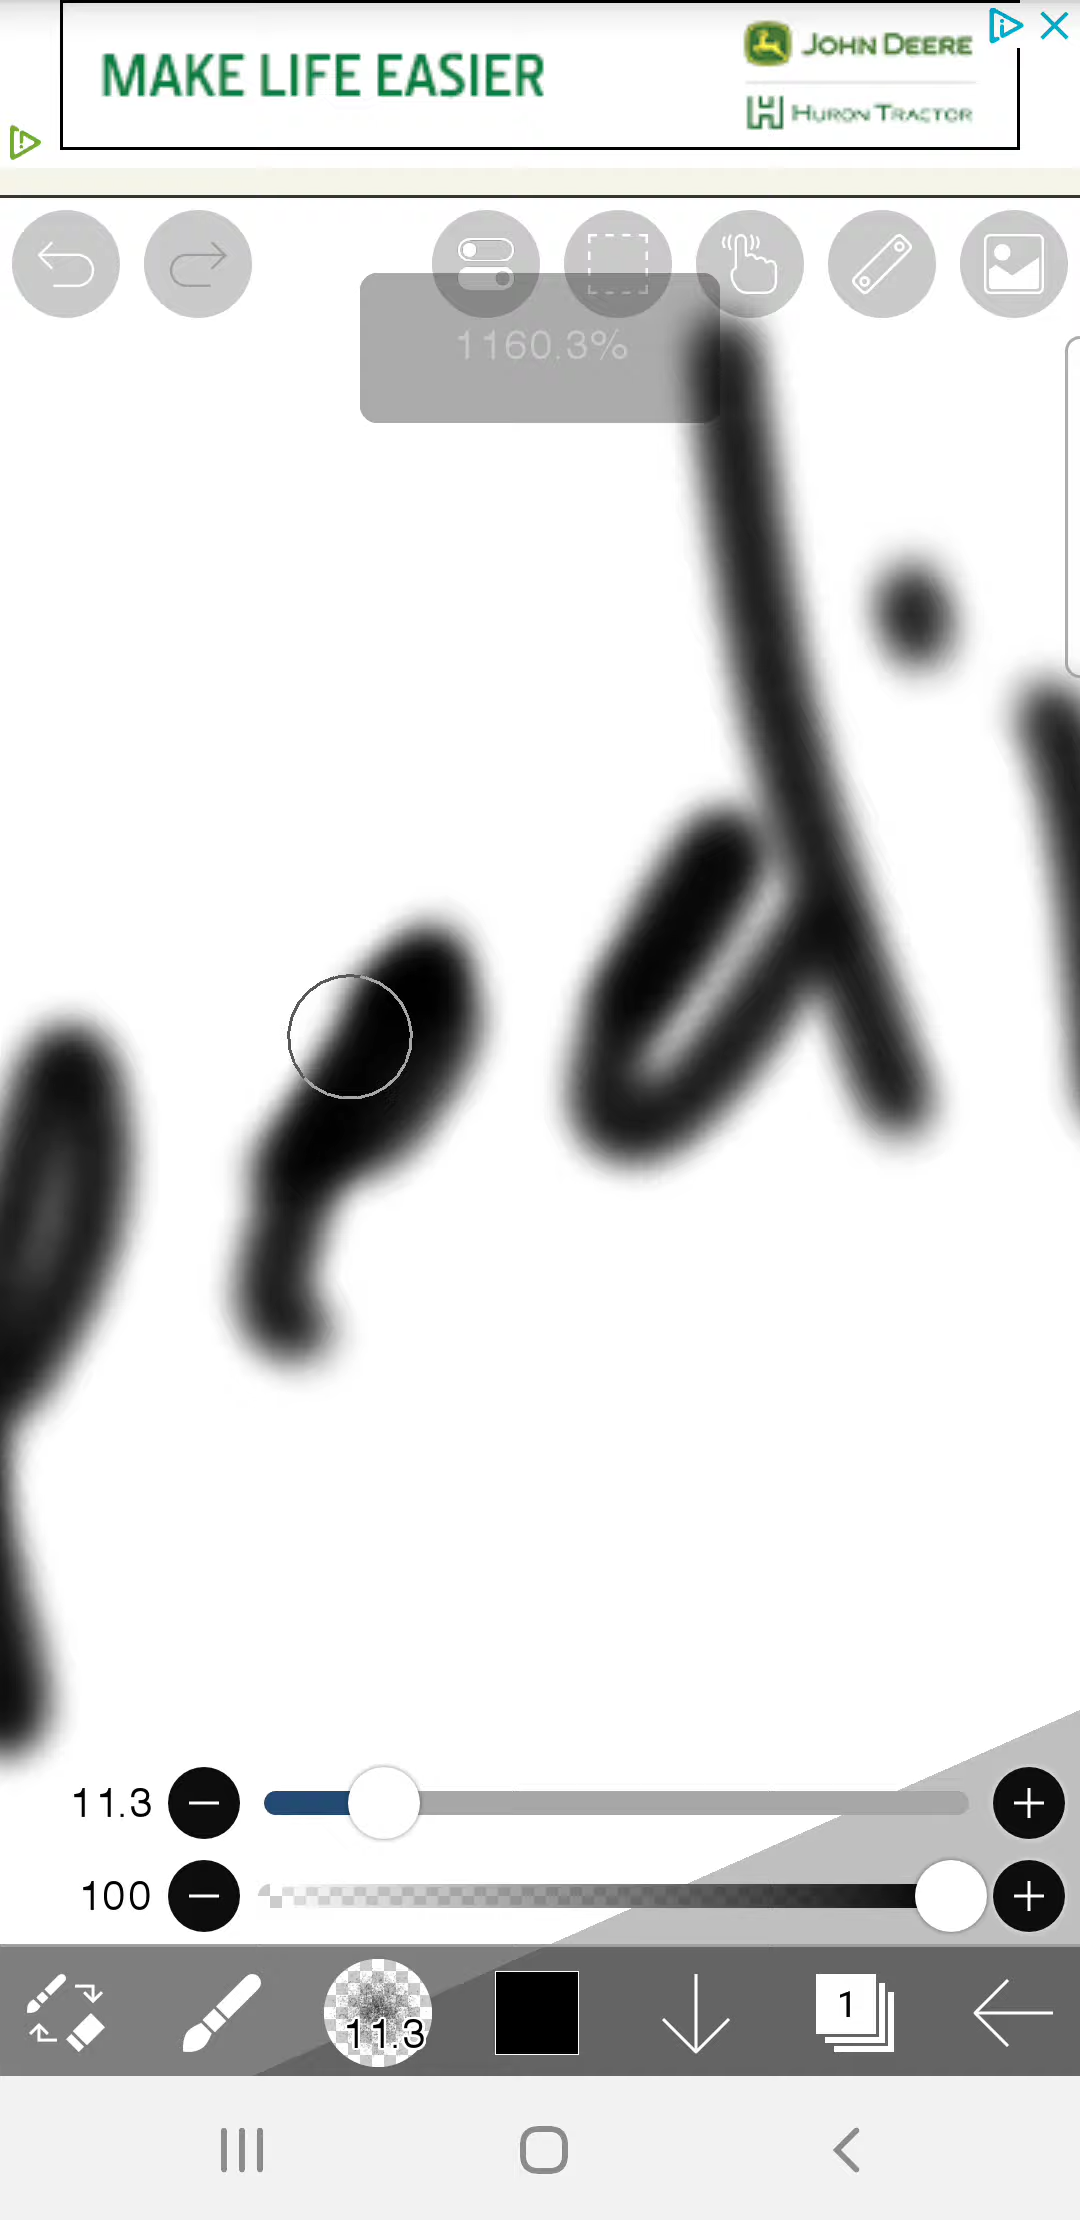 MAKE LIFE EASIER
JOHN DEERE
HURON TRACTOR
1160.3%
11.3
100
11.3
1